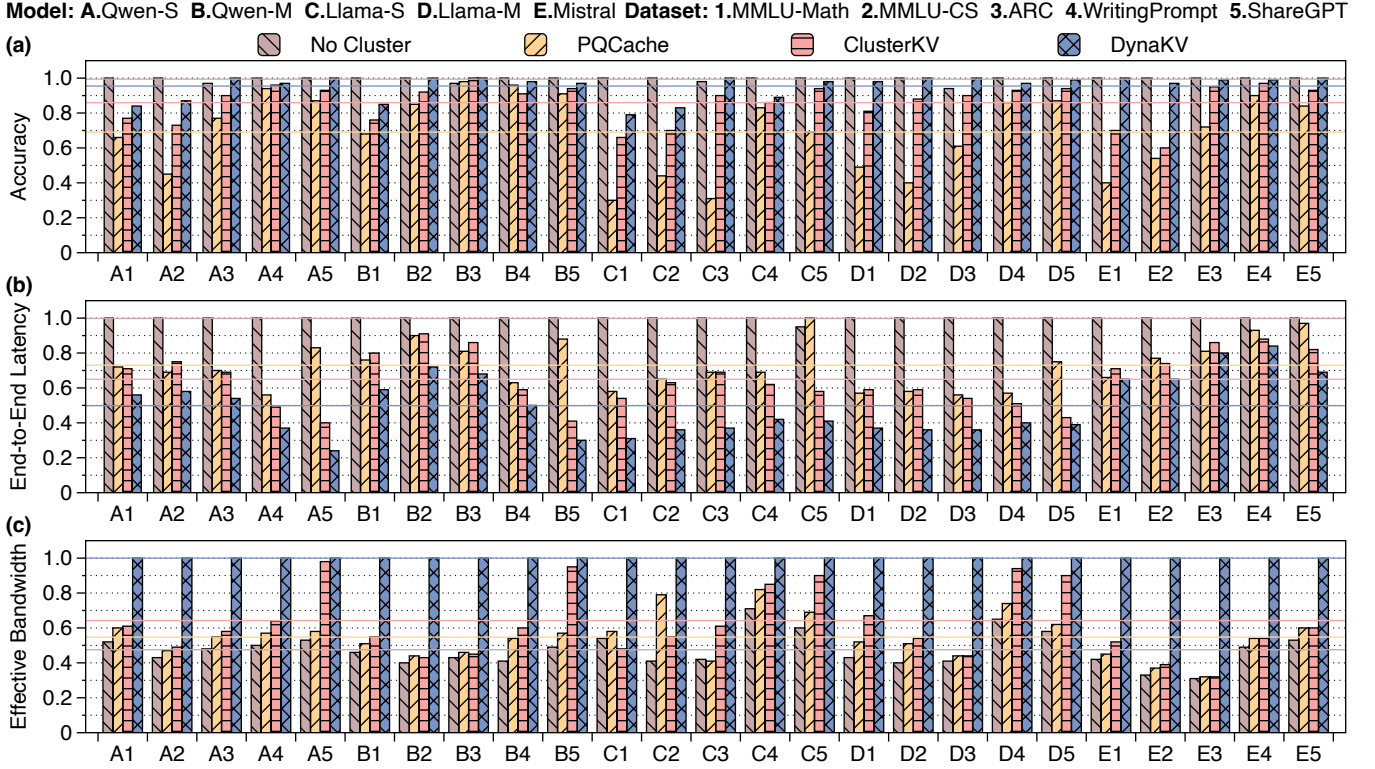 Model: A.Qwen-S B.Qwen-M C.Llama-S D.Llama-M E.Mistral Dataset: 1.MMLU-Math 2.MMLU-CS 3.ARC 4.WritingPrompt 5.ShareGPT
No Cluster PQCache ClusterKV DynaKV
(a)
Accuracy
1.0
0.8
0.6
0.4
0.2
0
A1 A2 A3 A4 A5 B1 B2 B3 B4 B5 C1 C2 C3 C4 C5 D1 D2 D3 D4 D5 E1 E2 E3 E4 E5
(b)
End-to-End Latency
1.0
0.8
0.6
0.4
0.2
0
A1 A2 A3 A4 A5 B1 B2 B3 B4 B5 C1 C2 C3 C4 C5 D1 D2 D3 D4 D5 E1 E2 E3 E4 E5
(c)
Effective Bandwidth
1.0
0.8
0.6
0.4
0.2
0
A1 A2 A3 A4 A5 B1 B2 B3 B4 B5 C1 C2 C3 C4 C5 D1 D2 D3 D4 D5 E1 E2 E3 E4 E5